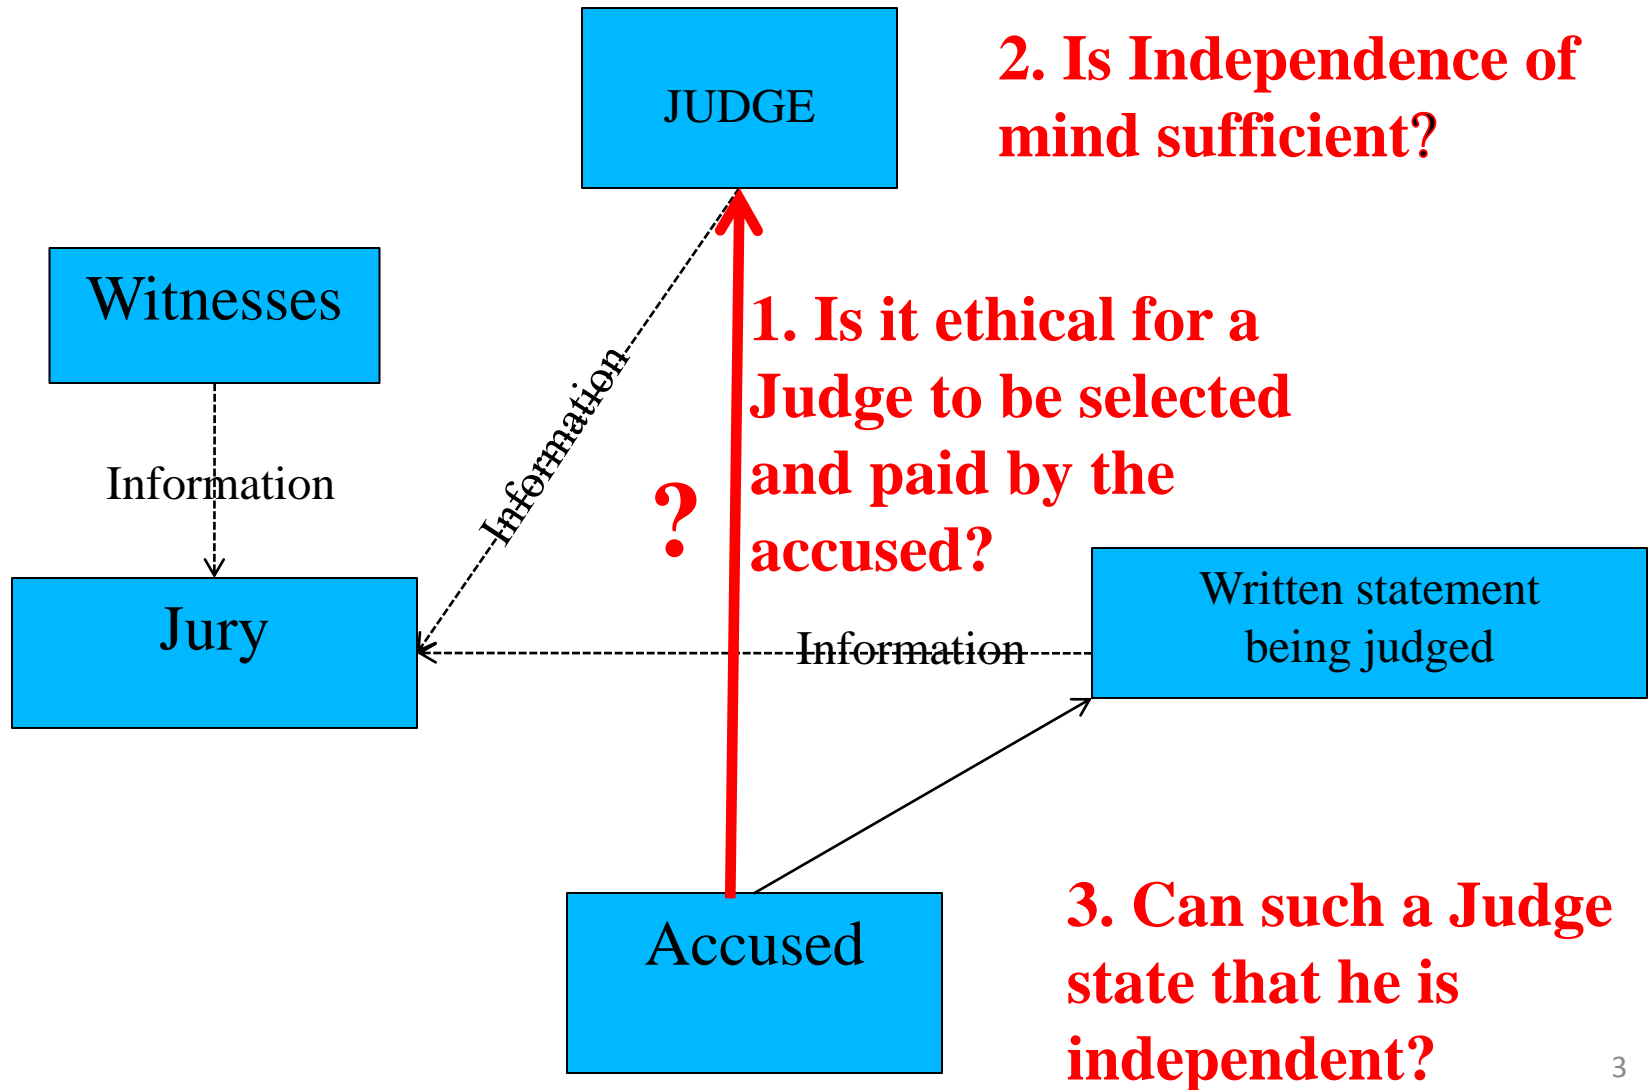 JUDGE
2. Is Independence of
mind sufficient?
Witnesses
Information
Information
1. Is it ethical for a
Judge to be selected
and paid by the
accused?
?
Jury
Information
Written statement
being judged
Accused
3. Can such a Judge
state that he is
independent?
3